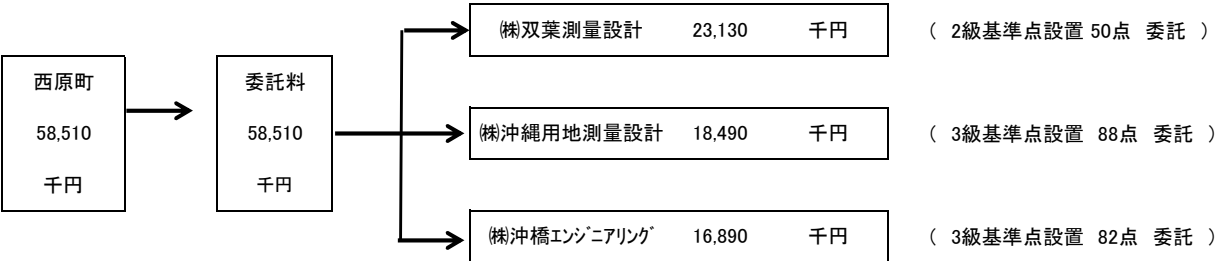 ㈱双葉測量設計 23,130 千円 （ 2級基準点設置 50点 委託 ）
西原町
58,510
千円
委託料
58,510
千円
㈱沖縄用地測量設計 18,490 千円 （ 3級基準点設置 88点 委託 ）
㈱沖橋ｴﾝｼﾞﾆｱﾘﾝｸﾞ 16,890 千円 （ 3級基準点設置 82点 委託 ）